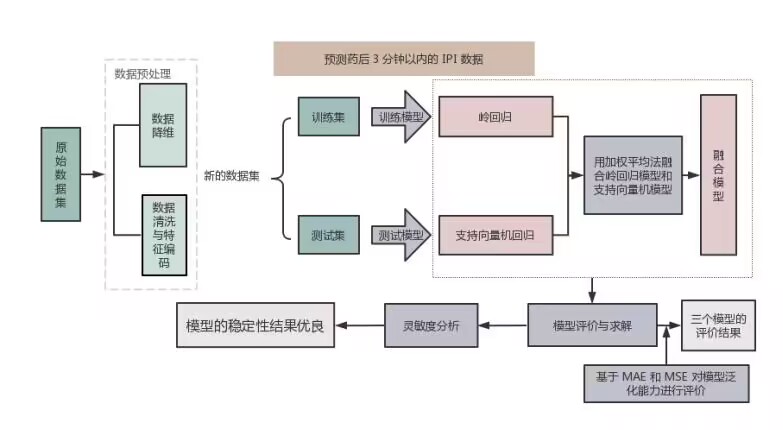 预测药后 3 分钟以内的 IPI 数据
数据预处理
原
始
数
据
集
数据
降维
数据
清洗
与特
征编
码
新的数据集
训练集
训练模型
岭回归
测试集
测试模型
支持向量机回归
用加权平均法融
合岭回归模型和
支持向量机模型
融
合
模
型
模型的稳定性结果优良
灵敏度分析
模型评价与求解
三个模型的
评价结果
基于 MAE 和 MSE 对模型泛
化能力进行评价